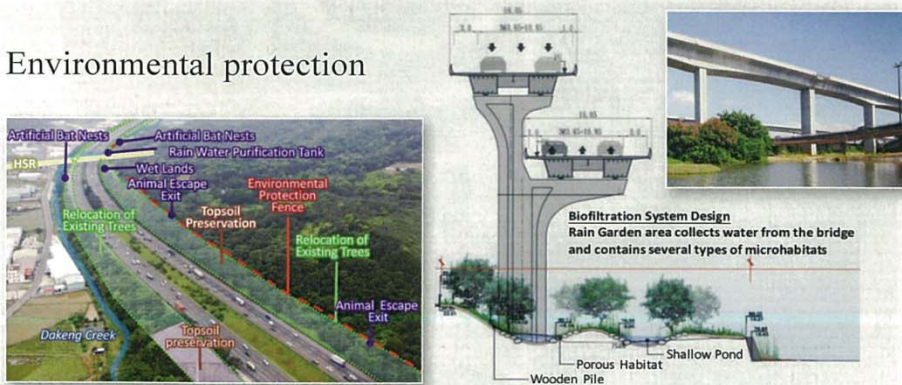 Environmental protection
Artificial Bat Nests
Artificial Bat Nests
HSR
Rain Water Purification Tank
Wet Lands
Animal Escape
Exit
Environmental
Protection
Fence
Topsoil
Preservation
Relocation of
Existing Trees
Relocation of
Existing Trees
Animal Escape
Exit
Dakeng Creek
Topsoil
preservation
Biofiltration System Design
Rain Garden area collects water from the bridge
and contains several types of microhabitats
Shallow Pond
Porous Habitat
Wooden Pile